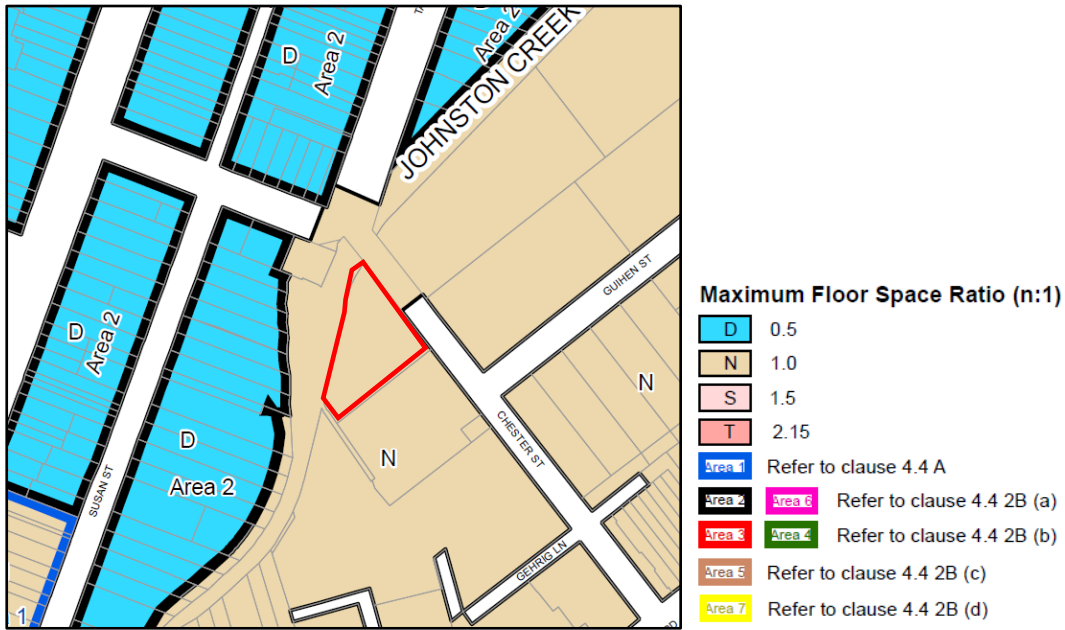 D
Area 2
Area 2
JOHNSTON CREEK
D
Area 2
D
Area 2
SUSAN ST
1
GUIHEN ST
N
CHESTER ST
N
GEHRIG LN
Maximum Floor Space Ratio (n:1)
D 0.5
N 1.0
S 1.5
T 2.15
Area 1 Refer to clause 4.4 A
Area 2 Area 6 Refer to clause 4.4 2B (a)
Area 3 Area 4 Refer to clause 4.4 2B (b)
Area 5 Refer to clause 4.4 2B (c)
Area 7 Refer to clause 4.4 2B (d)